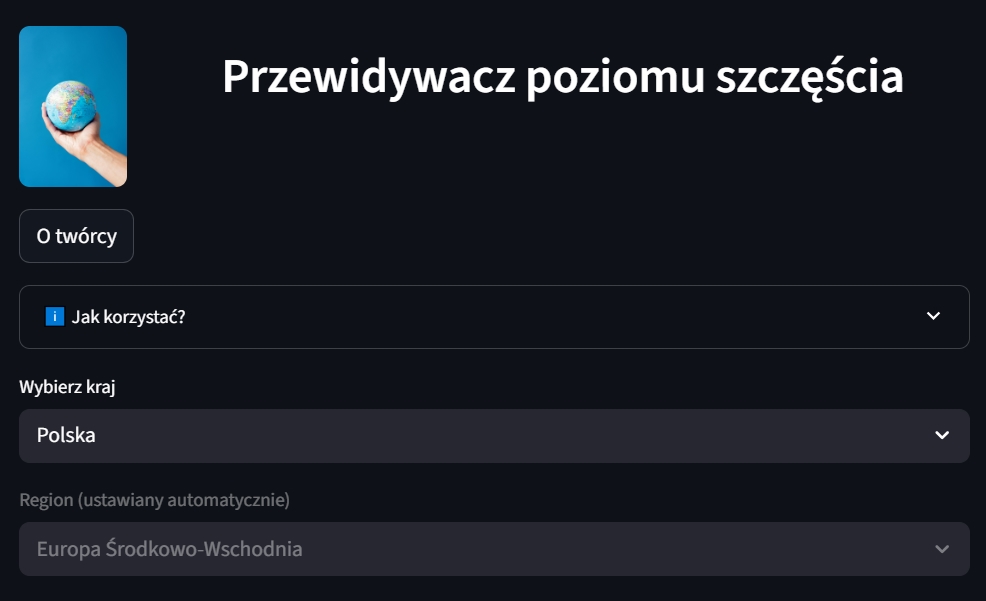 Przewidywacz poziomu szczęścia
O twórcy
i Jak korzystać?
Wybierz kraj
Polska
Region (ustawiany automatycznie)
Europa Środkowo-Wschodnia